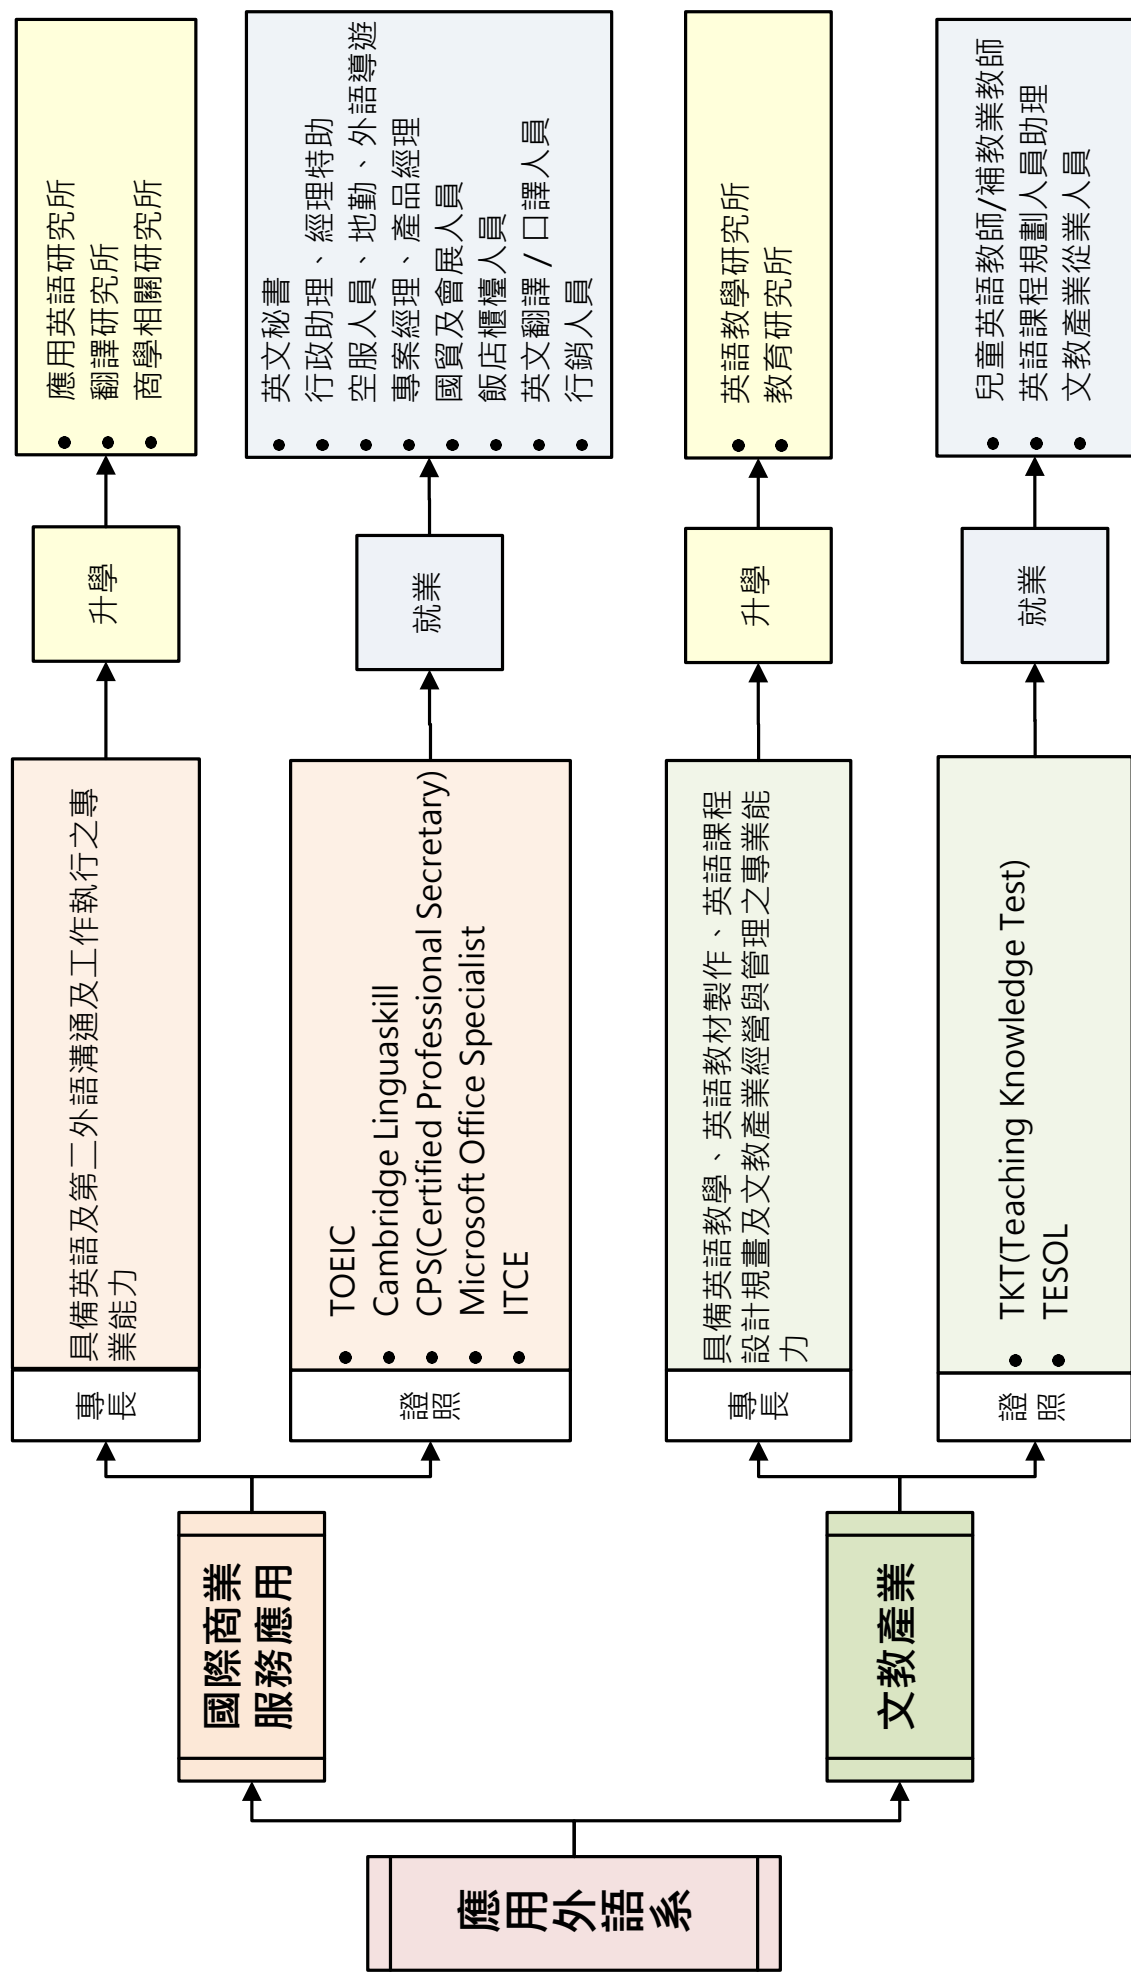 應用外語系
國際商業
服務應用
專長
具備英語及第二外語溝通及工作執行之專
業能力
升學
● 應用英語研究所
● 翻譯研究所
● 商學相關研究所
證照
● TOEIC
● Cambridge Linguaskill
● CPS(Certified Professional Secretary)
● Microsoft Office Specialist
● ITCE
就業
● 英文秘書
● 行政助理、經理特助
● 空服人員、地勤、外語導遊
● 專案經理、產品經理
● 國貿及會展人員
● 飯店櫃檯人員
● 英文翻譯 / 口譯人員
● 行銷人員
文教產業
專長
具備英語教學、英語教材製作、英語課程
設計規畫及文教產業經營與管理之專業能
力
升學
● 英語教學研究所
● 教育研究所
證照
● TKT(Teaching Knowledge Test)
● TESOL
就業
● 兒童英語教師/補教業教師
● 英語課程規劃人員助理
● 文教產業從業人員